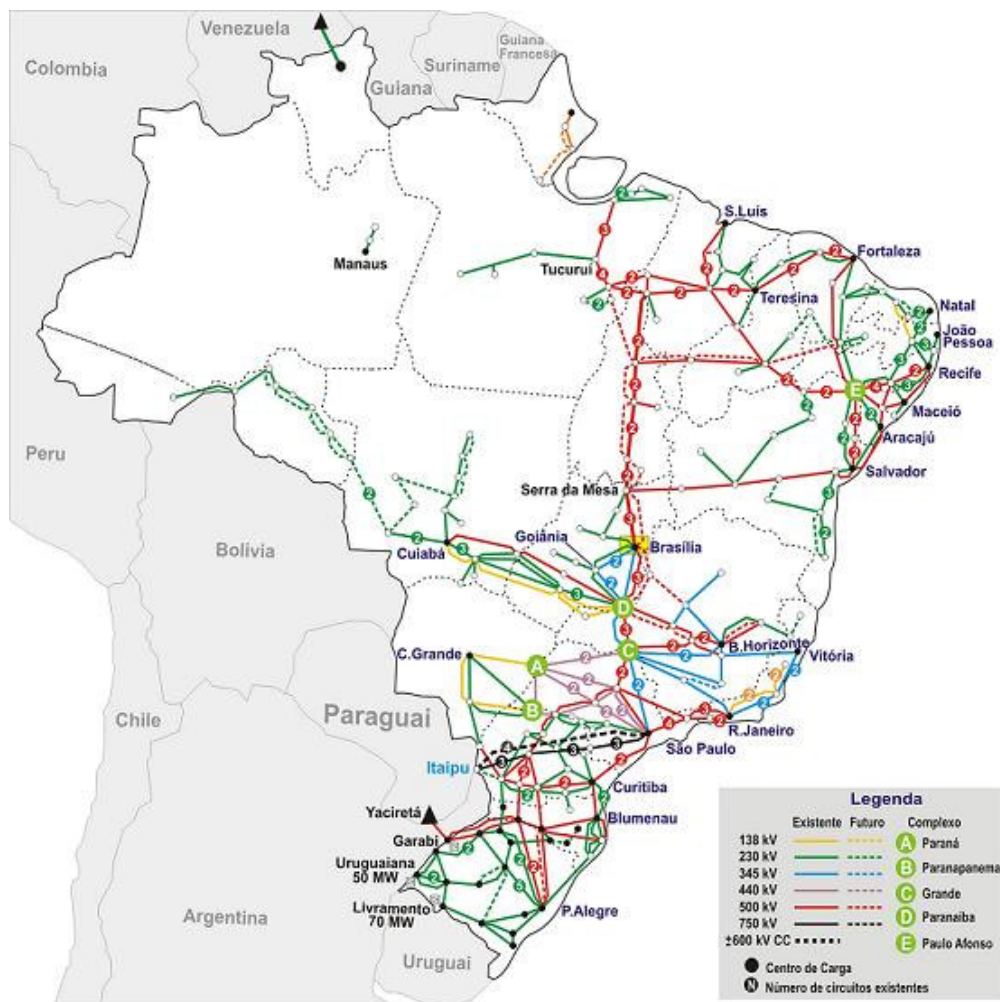 Venezuela
Guiana
Francesa
Suriname
Colombia
Guiana
S.Luís
Manaus
Tucuruí
Fortaleza
Teresina
Natal
João
Pessoa
Recife
E
Maceió
Aracajú
Peru
Salvador
Serra da Mesa
Goiânia
Brasília
Bolivia
Cuiabá
D
B.Horizonte
C
Vitória
C.Grande
A
B
Chile
Paraguai
R.Janeiro
São Paulo
Itaipu
Curitiba
Yaciretá
Blumenau
Garabi
Uruguaiana
50 MW
Livramento
70 MW
P.Alegre
Argentina
Uruguai
Legenda
Existente Futuro Complexo
138 kV A Paraná
230 kV B Paranapanema
345 kV C Grande
440 kV D Paranaiba
500 kV E Paulo Afonso
750 kV
±600 kV CC
Centro de Carga
N Número de circuitos existentes